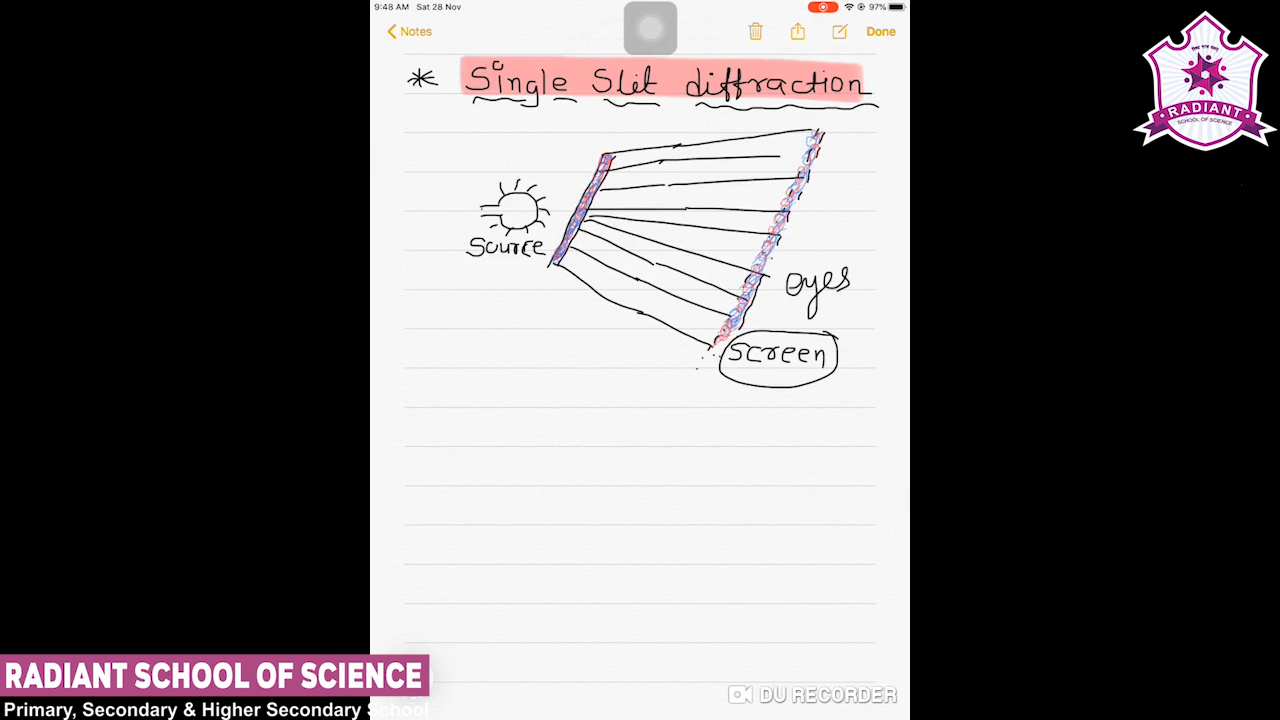 9:48 AM Sat 28 Nov
97%
Notes
Done
* Single Slit diffraction
Source
eyes
Screen
RADIANT
SCHOOL OF SCIENCE
RADIANT SCHOOL OF SCIENCE
Primary, Secondary & Higher Secondary School
DU RECORDER